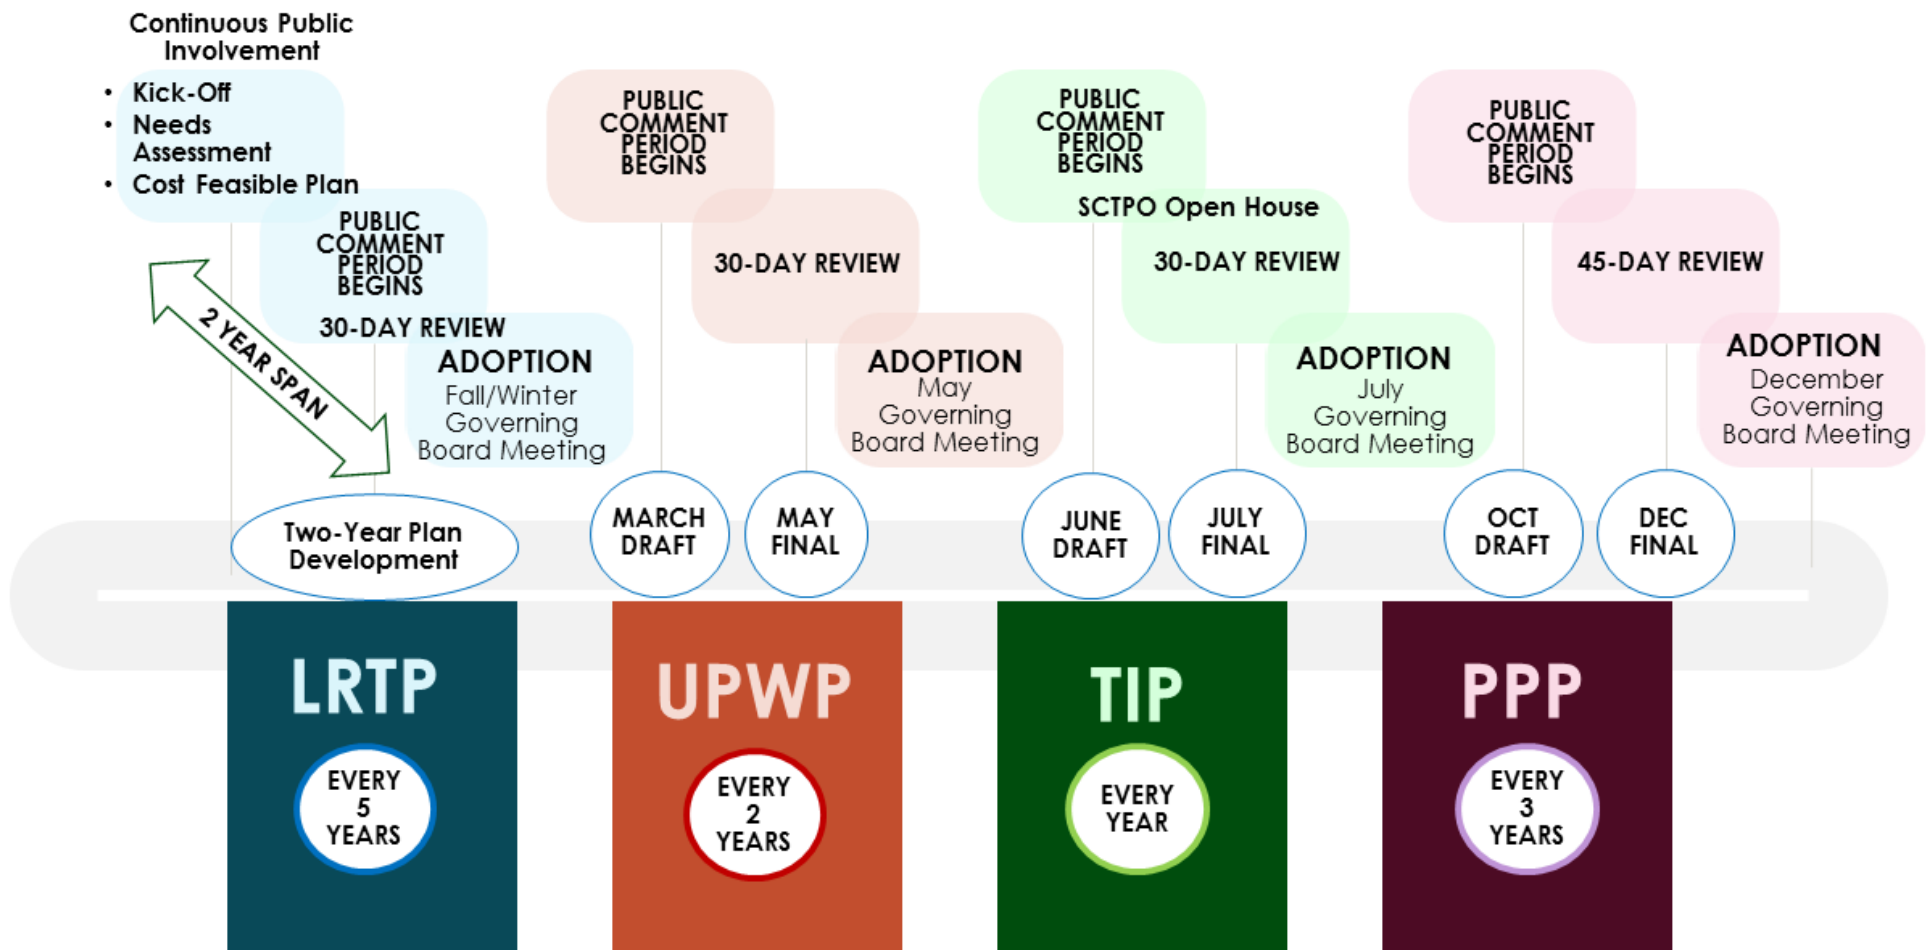 Continuous Public
Involvement
• Kick-Off
• Needs
Assessment
• Cost Feasible Plan
PUBLIC
COMMENT
PERIOD
BEGINS
30-DAY REVIEW
ADOPTION
Fall/Winter
Governing
Board Meeting
2 YEAR SPAN
Two-Year Plan
Development
LRTP
EVERY
5
YEARS
PUBLIC
COMMENT
PERIOD
BEGINS
30-DAY REVIEW
ADOPTION
May
Governing
Board Meeting
MARCH
DRAFT
MAY
FINAL
UPWP
EVERY
2
YEARS
PUBLIC
COMMENT
PERIOD
BEGINS
SCTPO Open House
30-DAY REVIEW
ADOPTION
July
Governing
Board Meeting
JUNE
DRAFT
JULY
FINAL
TIP
EVERY
YEAR
PUBLIC
COMMENT
PERIOD
BEGINS
45-DAY REVIEW
ADOPTION
December
Governing
Board Meeting
OCT
DRAFT
DEC
FINAL
PPP
EVERY
3
YEARS